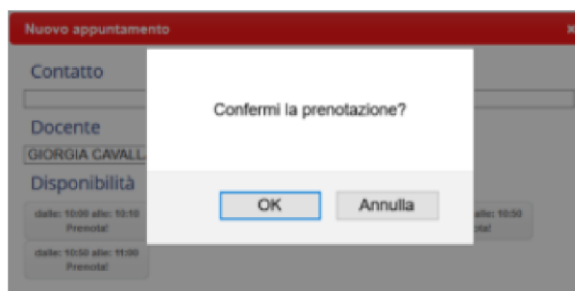 Nuovo appuntamento ×
Contatto
Confermi la prenotazione?
Docente
GIORGIA CAVALL
Disponibilità
OK Annulla
dalle: 10:00 alle: 10:10 alle: 10:50
Prenota!
dalle: 10:50 alle: 11:00
Prenota!